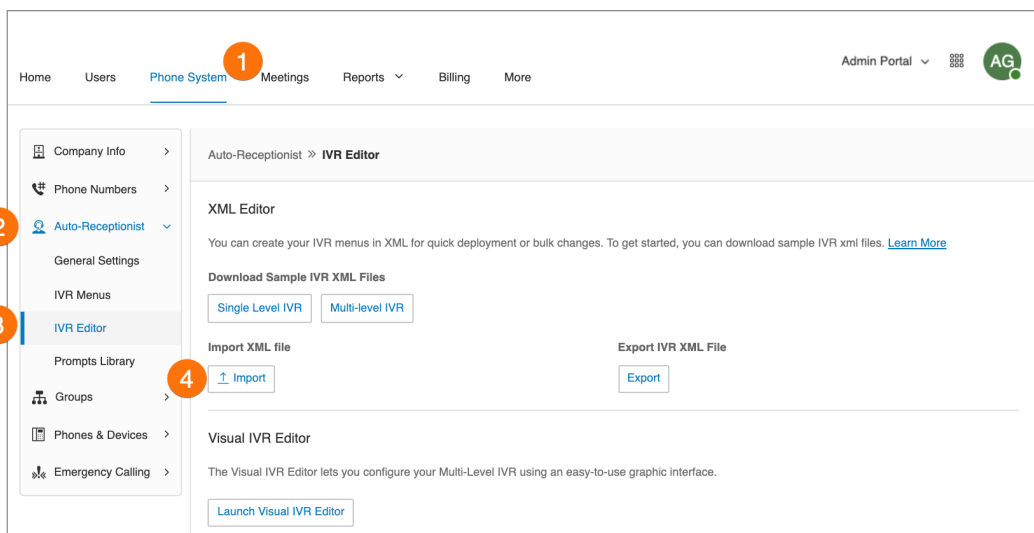 1
Admin Portal
AG
Home Users Phone System Meetings Reports Billing More
Company Info
Phone Numbers
2
Auto-Receptionist
General Settings
IVR Menus
3
IVR Editor
Prompts Library
Groups
Phones & Devices
Emergency Calling
Auto-Receptionist » IVR Editor
XML Editor
You can create your IVR menus in XML for quick deployment or bulk changes. To get started, you can download sample IVR xml files. Learn More
Download Sample IVR XML Files
Single Level IVR Multi-level IVR
Import XML file Export IVR XML File
4
Import Export
Visual IVR Editor
The Visual IVR Editor lets you configure your Multi-Level IVR using an easy-to-use graphic interface.
Launch Visual IVR Editor